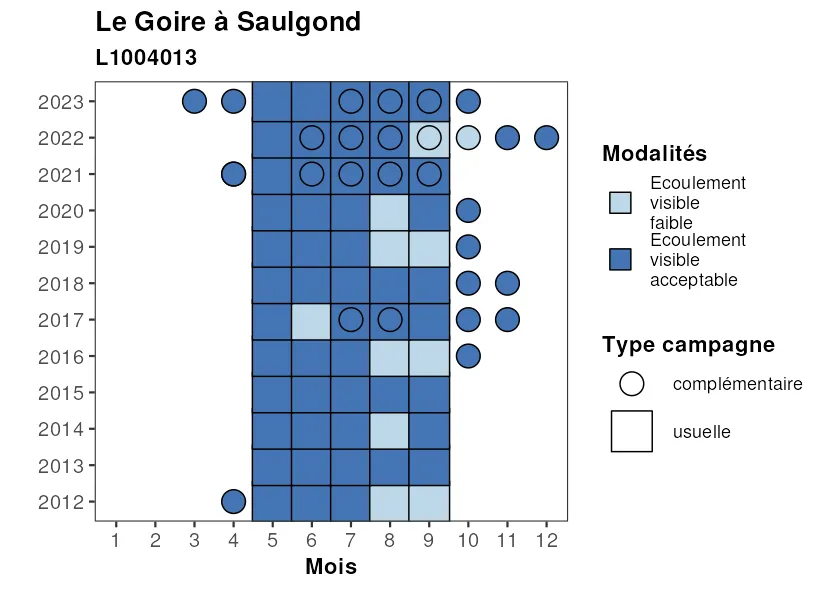 Le Goire à Saulgond
L1004013
2023
2022
2021
2020
2019
2018
2017
2016
2015
2014
2013
2012
1 2 3 4 5 6 7 8 9 10 11 12
Mois
Modalités
Ecoulement
visible
faible
Ecoulement
visible
acceptable
Type campagne
complémentaire
usuelle